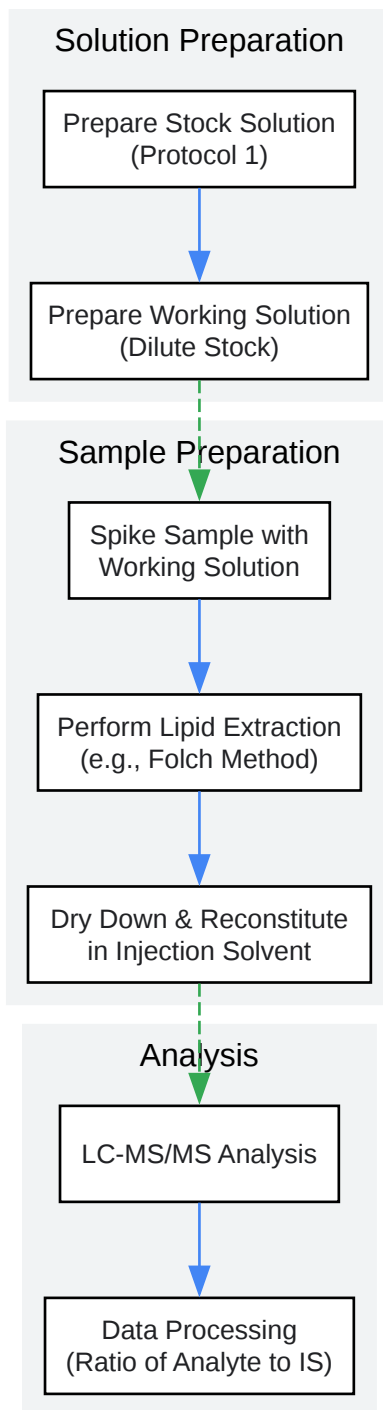 Solution Preparation
Prepare Stock Solution
(Protocol 1)
Prepare Working Solution
(Dilute Stock)
Sample Preparation
Spike Sample with
Working Solution
Perform Lipid Extraction
(e.g., Folch Method)
Dry Down & Reconstitute
in Injection Solvent
Analysis
LC-MS/MS Analysis
Data Processing
(Ratio of Analyte to IS)